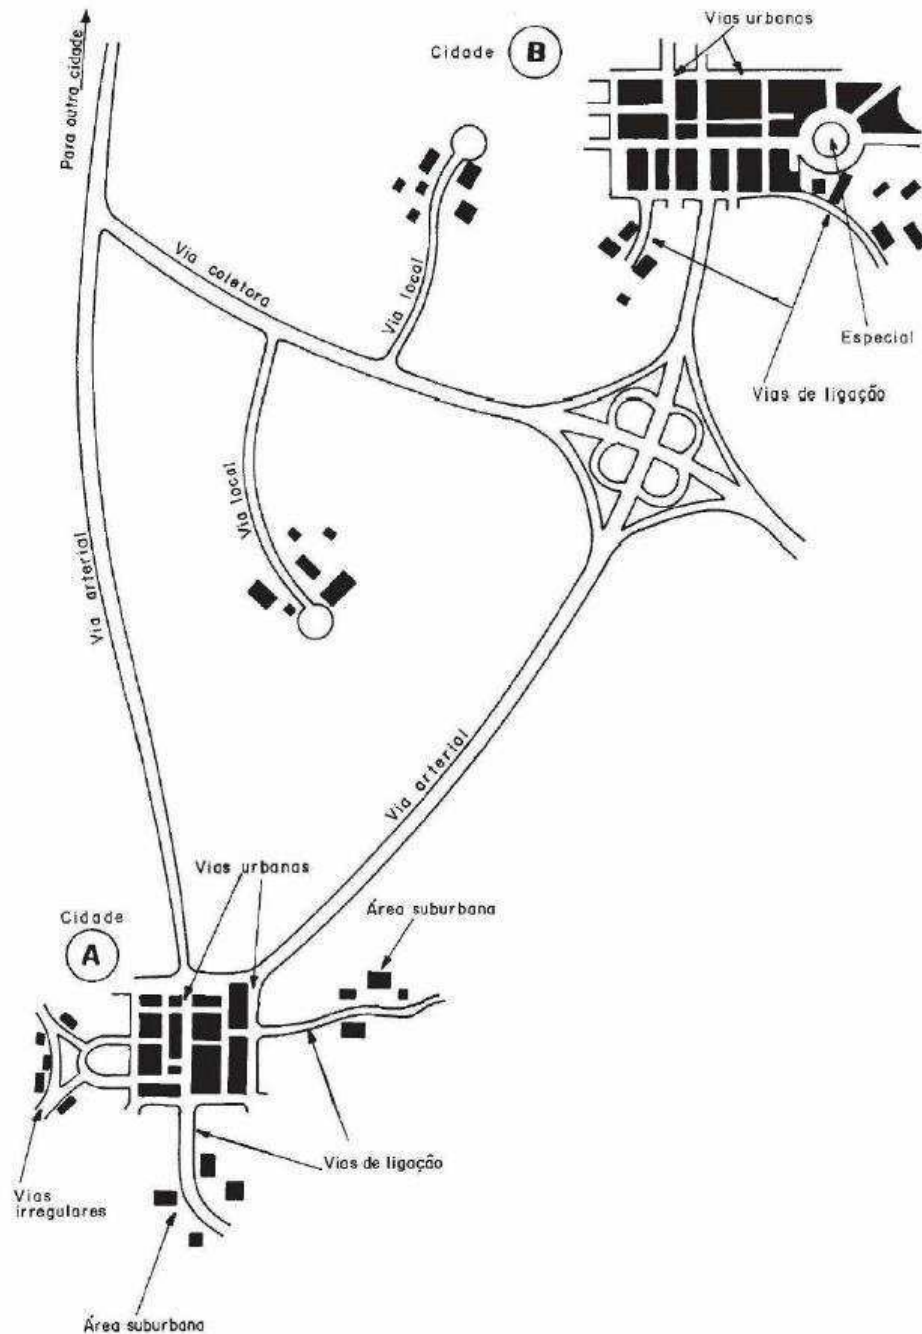 Vias urbanas
Cidade
B
Para outra cidade
Via coletora
Via local
Especial
Vias de ligação
Via local
Via arterial
Via arterial
Vias urbanas
Cidade
A
Área suburbana
Vias de ligação
Vias
irregulares
Área suburbana